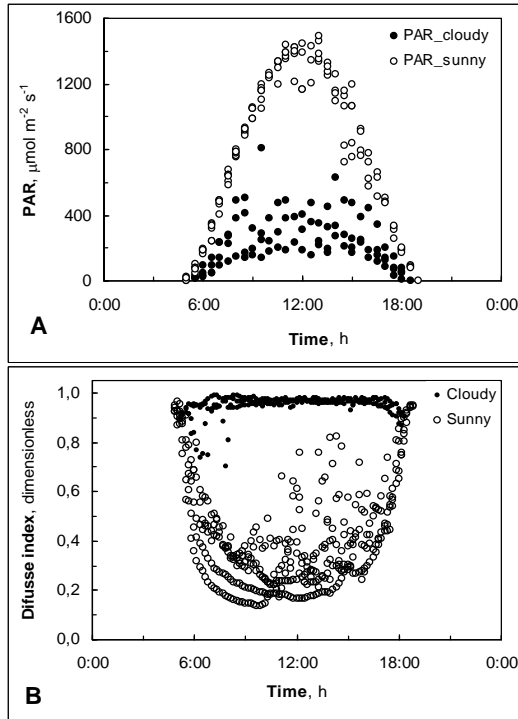 1600
1200
800
400
0
PAR, µmol m⁻² s⁻¹
PAR_cloudy
PAR_sunny
0:00 6:00 12:00 18:00 0:00
Time, h
A
1,0
0,8
0,6
0,4
0,2
0,0
Difusse index, dimensionless
Cloudy
Sunny
0:00 6:00 12:00 18:00 0:00
Time, h
B